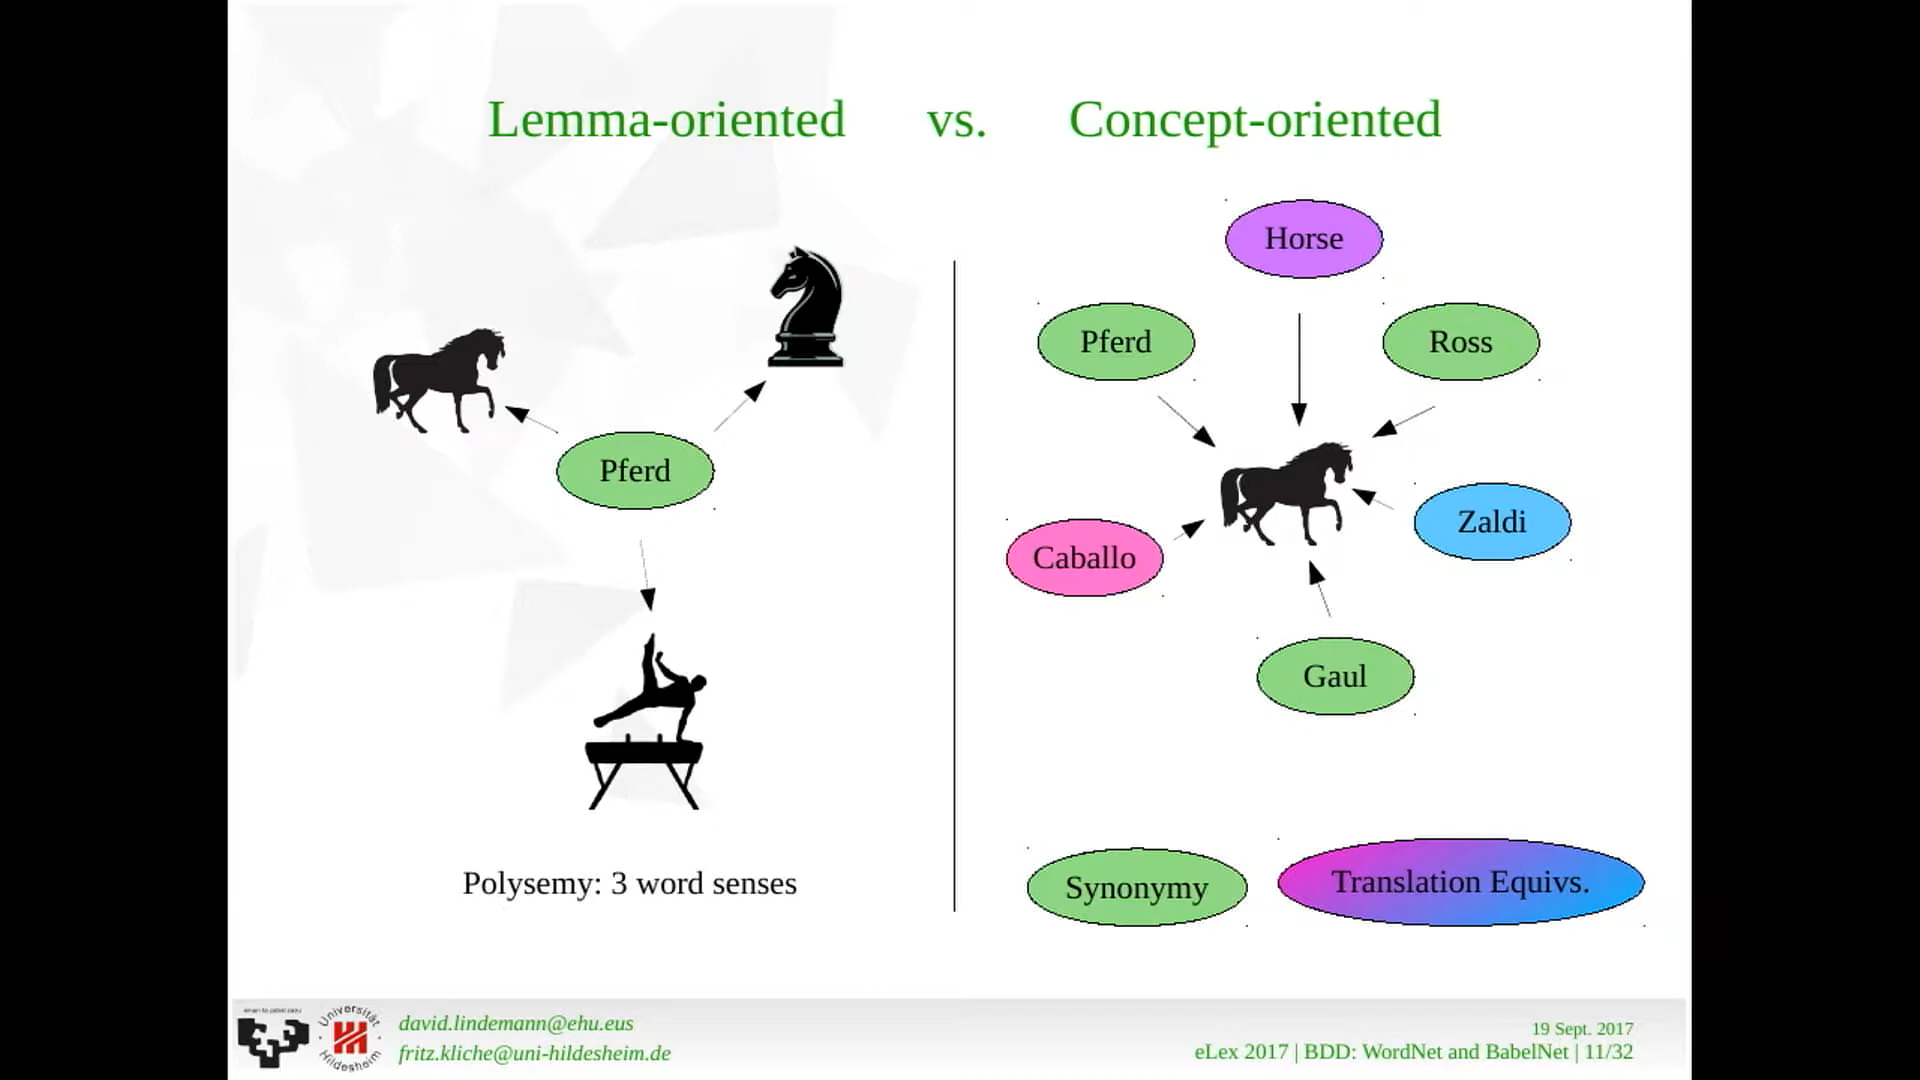 Lemma-oriented vs. Concept-oriented
Pferd
Polysemy: 3 word senses
Horse
Pferd
Ross
Zaldi
Caballo
Gaul
Synonymy
Translation Equivs.
Universität
Hildesheim
david.lindemann@ehu.eus
fritz.kliche@uni-hildesheim.de
19 Sept. 2017
eLex 2017 | BDD: WordNet and BabelNet | 11/32